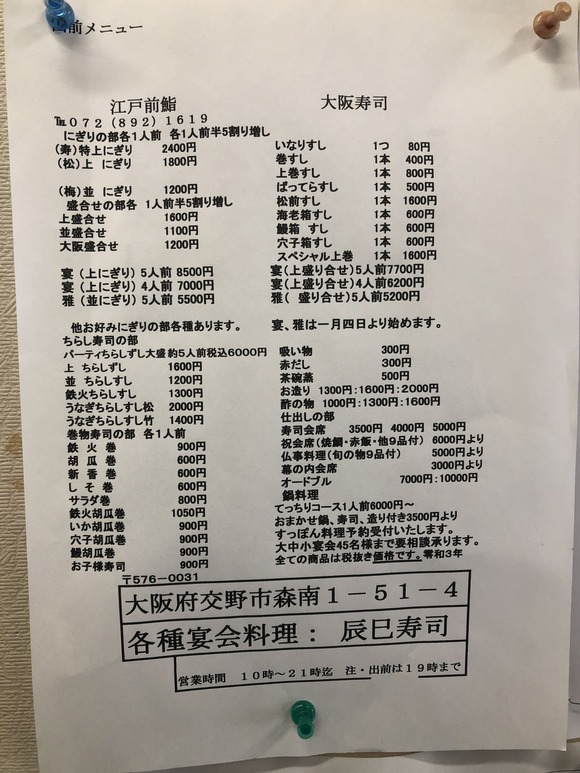 出前メニュー
江戸前鮨
℡072(892)1619
にぎりの部各1人前 各1人前半5割り増し
(寿)特上にぎり 2400円
(松)上 にぎり 1800円
(梅)並 にぎり 1200円
盛合せの部各 1人前半5割り増し
上盛合せ 1600円
並盛合せ 1100円
大阪盛合せ 1200円
宴(上にぎり)5人前 8500円
宴(上にぎり)4人前 7000円
雅(並にぎり)5人前 5500円
他お好みにぎりの部各種あります。
ちらし寿司の部
パーティちらしずし大盛 約5人前税込6000円
上 ちらしずし 1600円
並 ちらしすし 1200円
鉄火ちらしすし 1300円
うなぎちらしすし松 2000円
うなぎちらしすし竹 1400円
巻物寿司の部 各1人前
鉄 火 巻 900円
胡 瓜 巻 600円
新 香 巻 600円
し そ 巻 600円
サラダ巻 800円
鉄火胡瓜巻 1050円
いか胡瓜巻 900円
穴子胡瓜巻 900円
鰻胡瓜巻 900円
お子様寿司 900円
大阪寿司
いなりすし 1つ 80円
巻すし 1本 400円
上巻すし 1本 800円
ばってらすし 1本 500円
松前すし 1本 1600円
海老箱すし 1本 600円
鰻箱 すし 1本 600円
穴子箱すし 1本 600円
スペシャル上巻 1本 1600円
宴(上盛り合せ)5人前7700円
宴(上盛り合せ)4人前6200円
雅( 盛り合せ)5人前5200円
宴、雅は一月四日より始めます。
吸い物 300円
赤だし 300円
茶碗蒸 500円
お造り 1300円:1600円:2000円
酢の物 1000円:1300円:1600円
仕出しの部
寿司会席 3500円 4000円 5000円
祝会席(焼鯛・赤飯・他9品付) 6000円より
仏事料理(旬の物9品付) 5000円より
幕の内会席 3000円より
オードブル 7000円:10000円
鍋料理
てっちりコース1人前6000円~
おまかせ鍋、寿司、造り付き3500円より
すっぽん料理予約受付いたします。
大中小宴会45名様まで要相談承ります。
全ての商品は税抜き価格です。零和3年
〒576-0031
大阪府交野市森南1-51-4
各種宴会料理: 辰巳寿司
営業時間 10時~21時迄 注・出前は19時まで